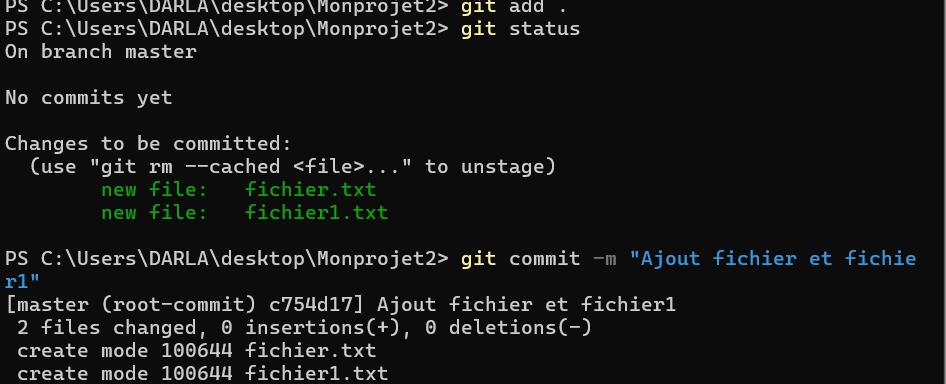 PS C:\Users\DARLA\desktop\Monprojet2> git add .
PS C:\Users\DARLA\desktop\Monprojet2> git status
On branch master
No commits yet
Changes to be committed:
  (use "git rm --cached <file>..." to unstage)
        new file:   fichier.txt
        new file:   fichier1.txt
PS C:\Users\DARLA\desktop\Monprojet2> git commit -m "Ajout fichier et fichie
r1"
[master (root-commit) c754d17] Ajout fichier et fichier1
 2 files changed, 0 insertions(+), 0 deletions(-)
 create mode 100644 fichier.txt
 create mode 100644 fichier1.txt